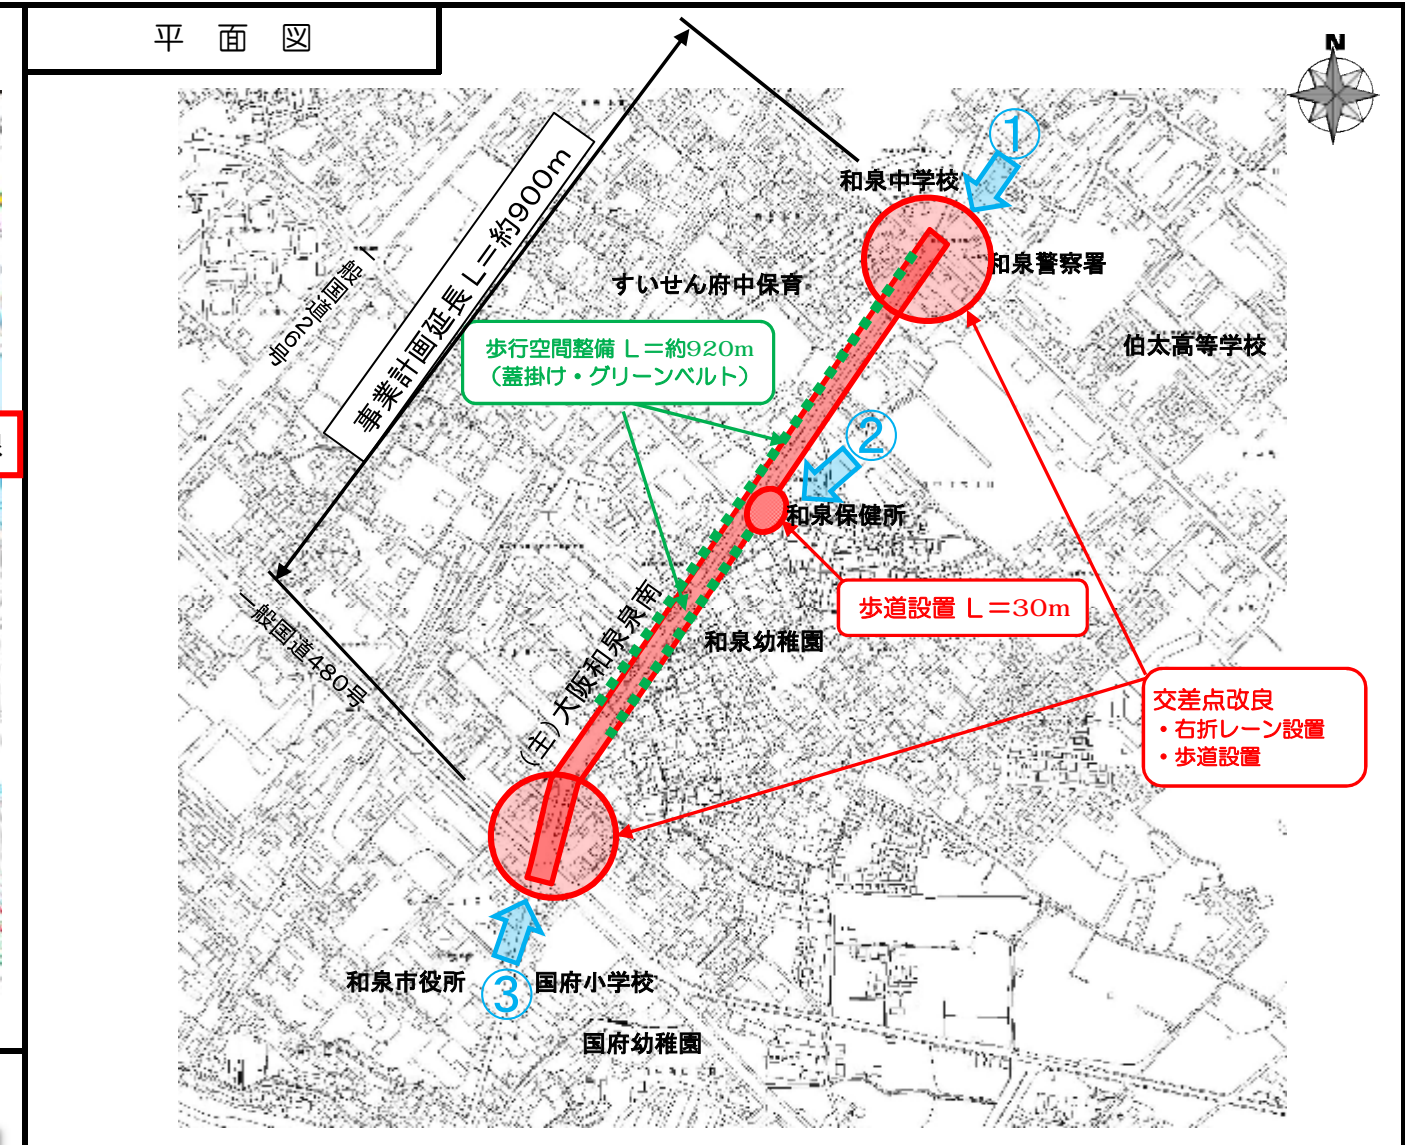 平面図
N
①
和泉中学校
和泉警察署
すいせん府中保育
伯太高等学校
一般国道26号
事業計画延長 L=約900m
歩行空間整備 L=約920m
(蓋掛け・グリーンベルト)
②
和泉保健所
歩道設置 L=30m
和泉幼稚園
(主)大阪和泉泉南
一般国道480号
交差点改良
・右折レーン設置
・歩道設置
和泉市役所
③
国府小学校
国府幼稚園